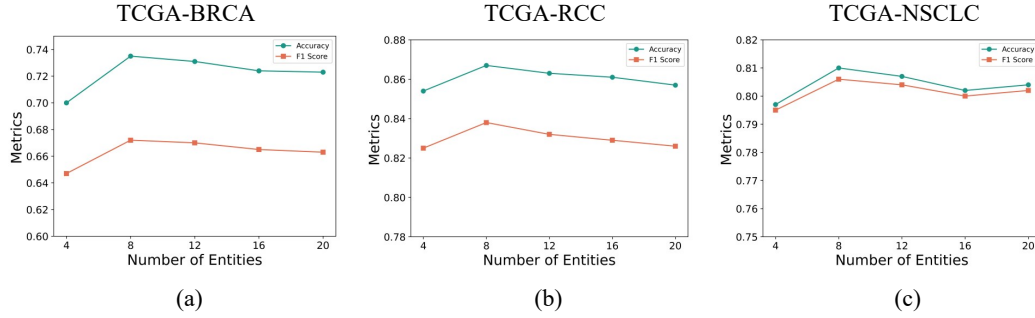 TCGA-BRCA
TCGA-RCC
TCGA-NSCLC
Metrics
0.74
0.72
0.70
0.68
0.66
0.64
0.62
0.60
4
8
12
16
20
Number of Entities
Accuracy
F1 Score
(a)
Metrics
0.88
0.86
0.84
0.82
0.80
0.78
4
8
12
16
20
Number of Entities
Accuracy
F1 Score
(b)
Metrics
0.82
0.81
0.80
0.79
0.78
0.77
0.76
0.75
4
8
12
16
20
Number of Entities
Accuracy
F1 Score
(c)